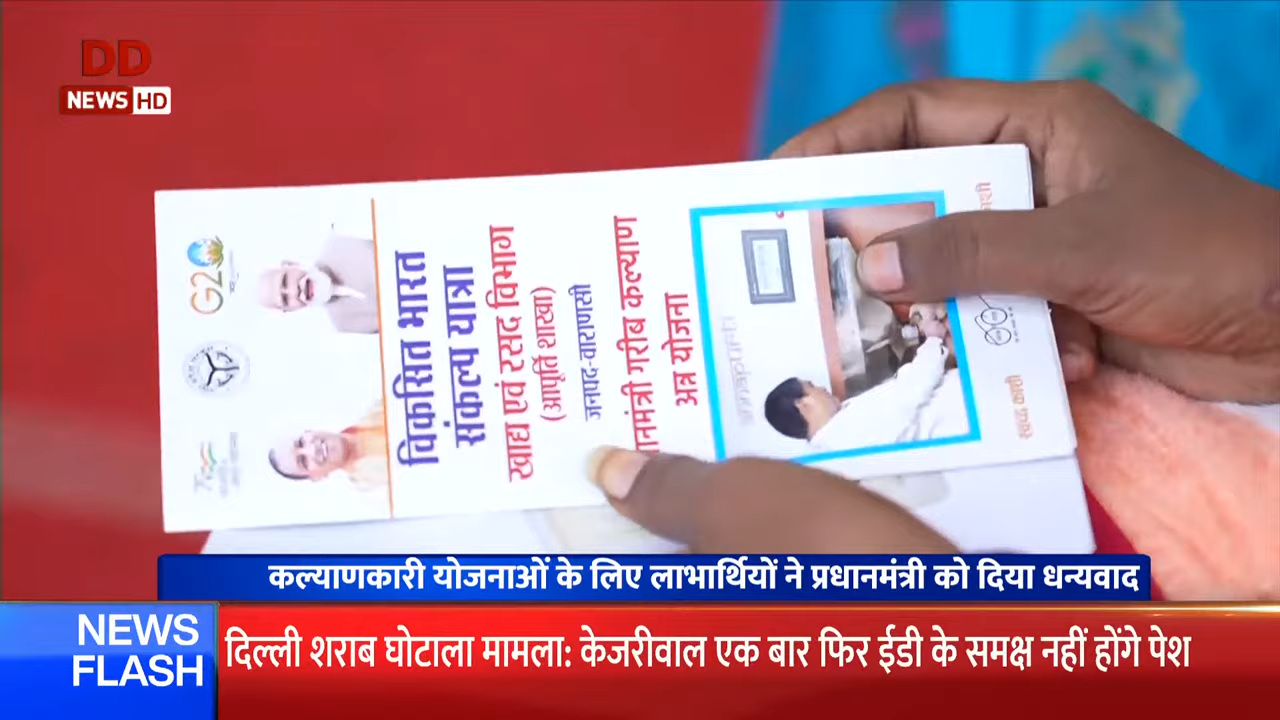 DD
NEWS HD
G20
विकसित भारत
संकल्प यात्रा
खाद्य एवं रसद विभाग
(आपूर्ति शाखा)
जनपद-वाराणसी
गरीब कल्याण
अन्न योजना
स्वच्छ काशी
कल्याणकारी योजनाओं के लिए लाभार्थियों ने प्रधानमंत्री को दिया धन्यवाद
NEWS
FLASH
दिल्ली शराब घोटाला मामला: केजरीवाल एक बार फिर ईडी के समक्ष नहीं होंगे पेश